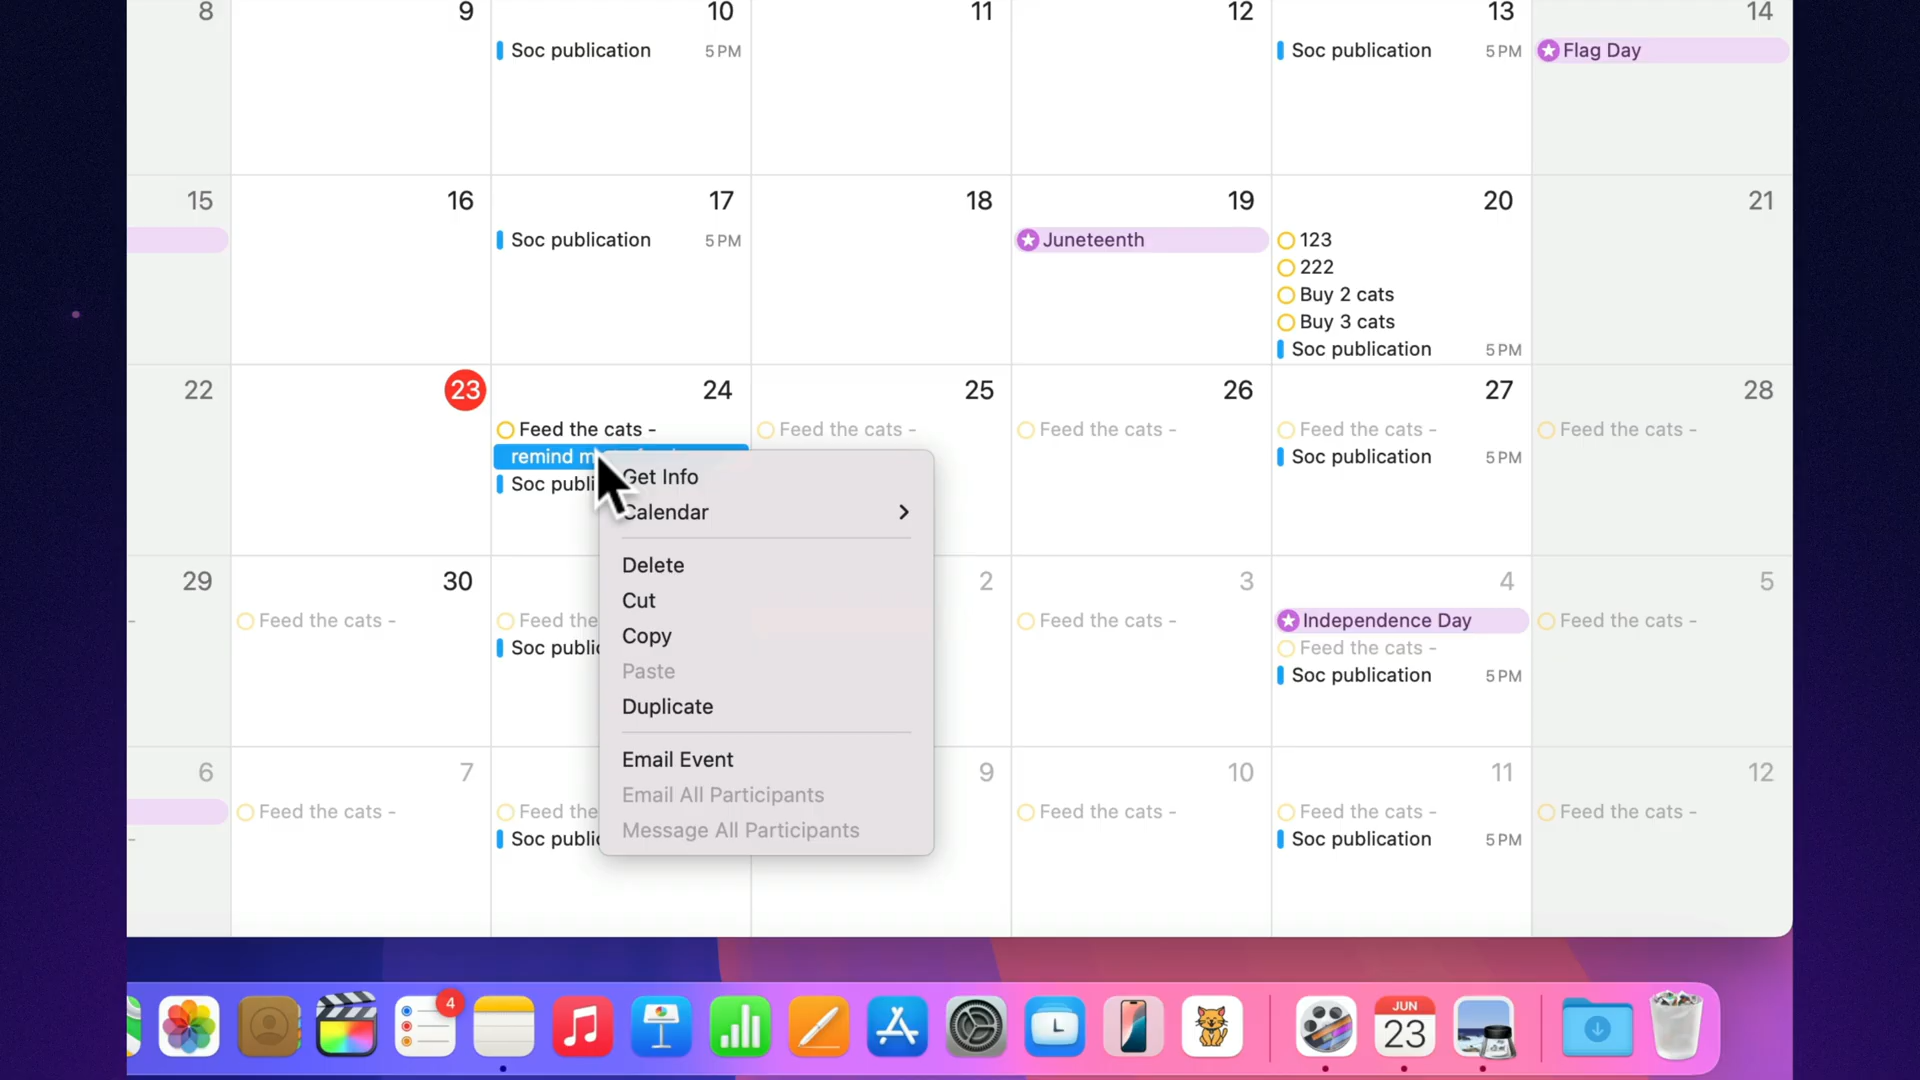 8 9 10 11 12 13 14
Soc publication 5 PM Soc publication 5 PM Flag Day
15 16 17 18 19 20 21
Soc publication 5 PM Juneteenth 123
222
Buy 2 cats
Buy 3 cats
Soc publication 5 PM
22 23 24 25 26 27 28
Feed the cats - Feed the cats - Feed the cats - Feed the cats - Feed the cats -
remind Soc publication 5 PM
Soc publi
Get Info
Calendar
Delete
Cut
Copy
Paste
Duplicate
Email Event
Email All Participants
Message All Participants
29 30 2 3 4 5
- Feed the cats - Feed the Feed the cats - Independence Day Feed the cats -
Soc public Feed the cats -
Soc publication 5 PM
6 7 9 10 11 12
Feed the cats - Feed the Feed the cats - Feed the cats - Feed the cats -
- Soc public Soc publication 5 PM
4
JUN
23